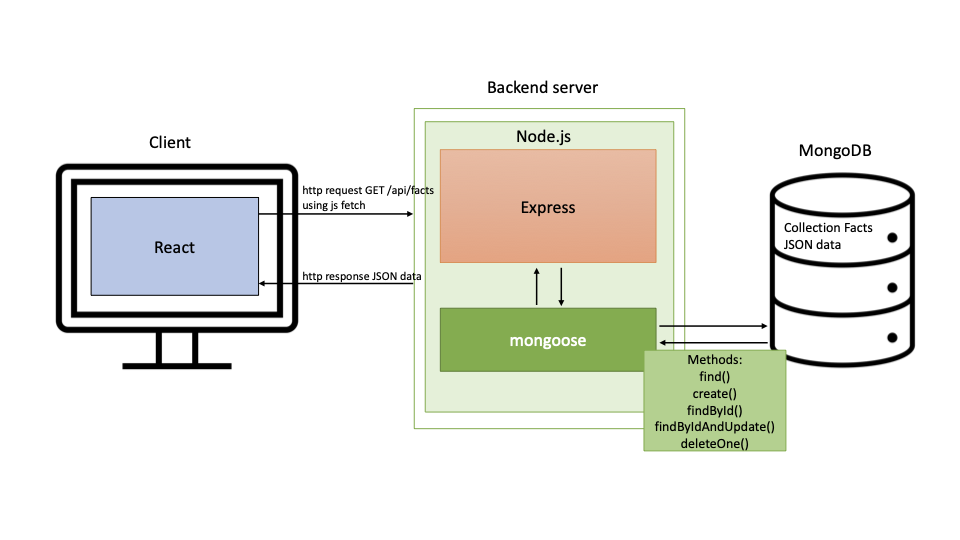 Backend server
Client
Node.js
MongoDB
http request GET /api/facts
using js fetch
Express
React
Collection Facts
JSON data
http response JSON data
mongoose
Methods:
find()
create()
findById()
findByIdAndUpdate()
deleteOne()